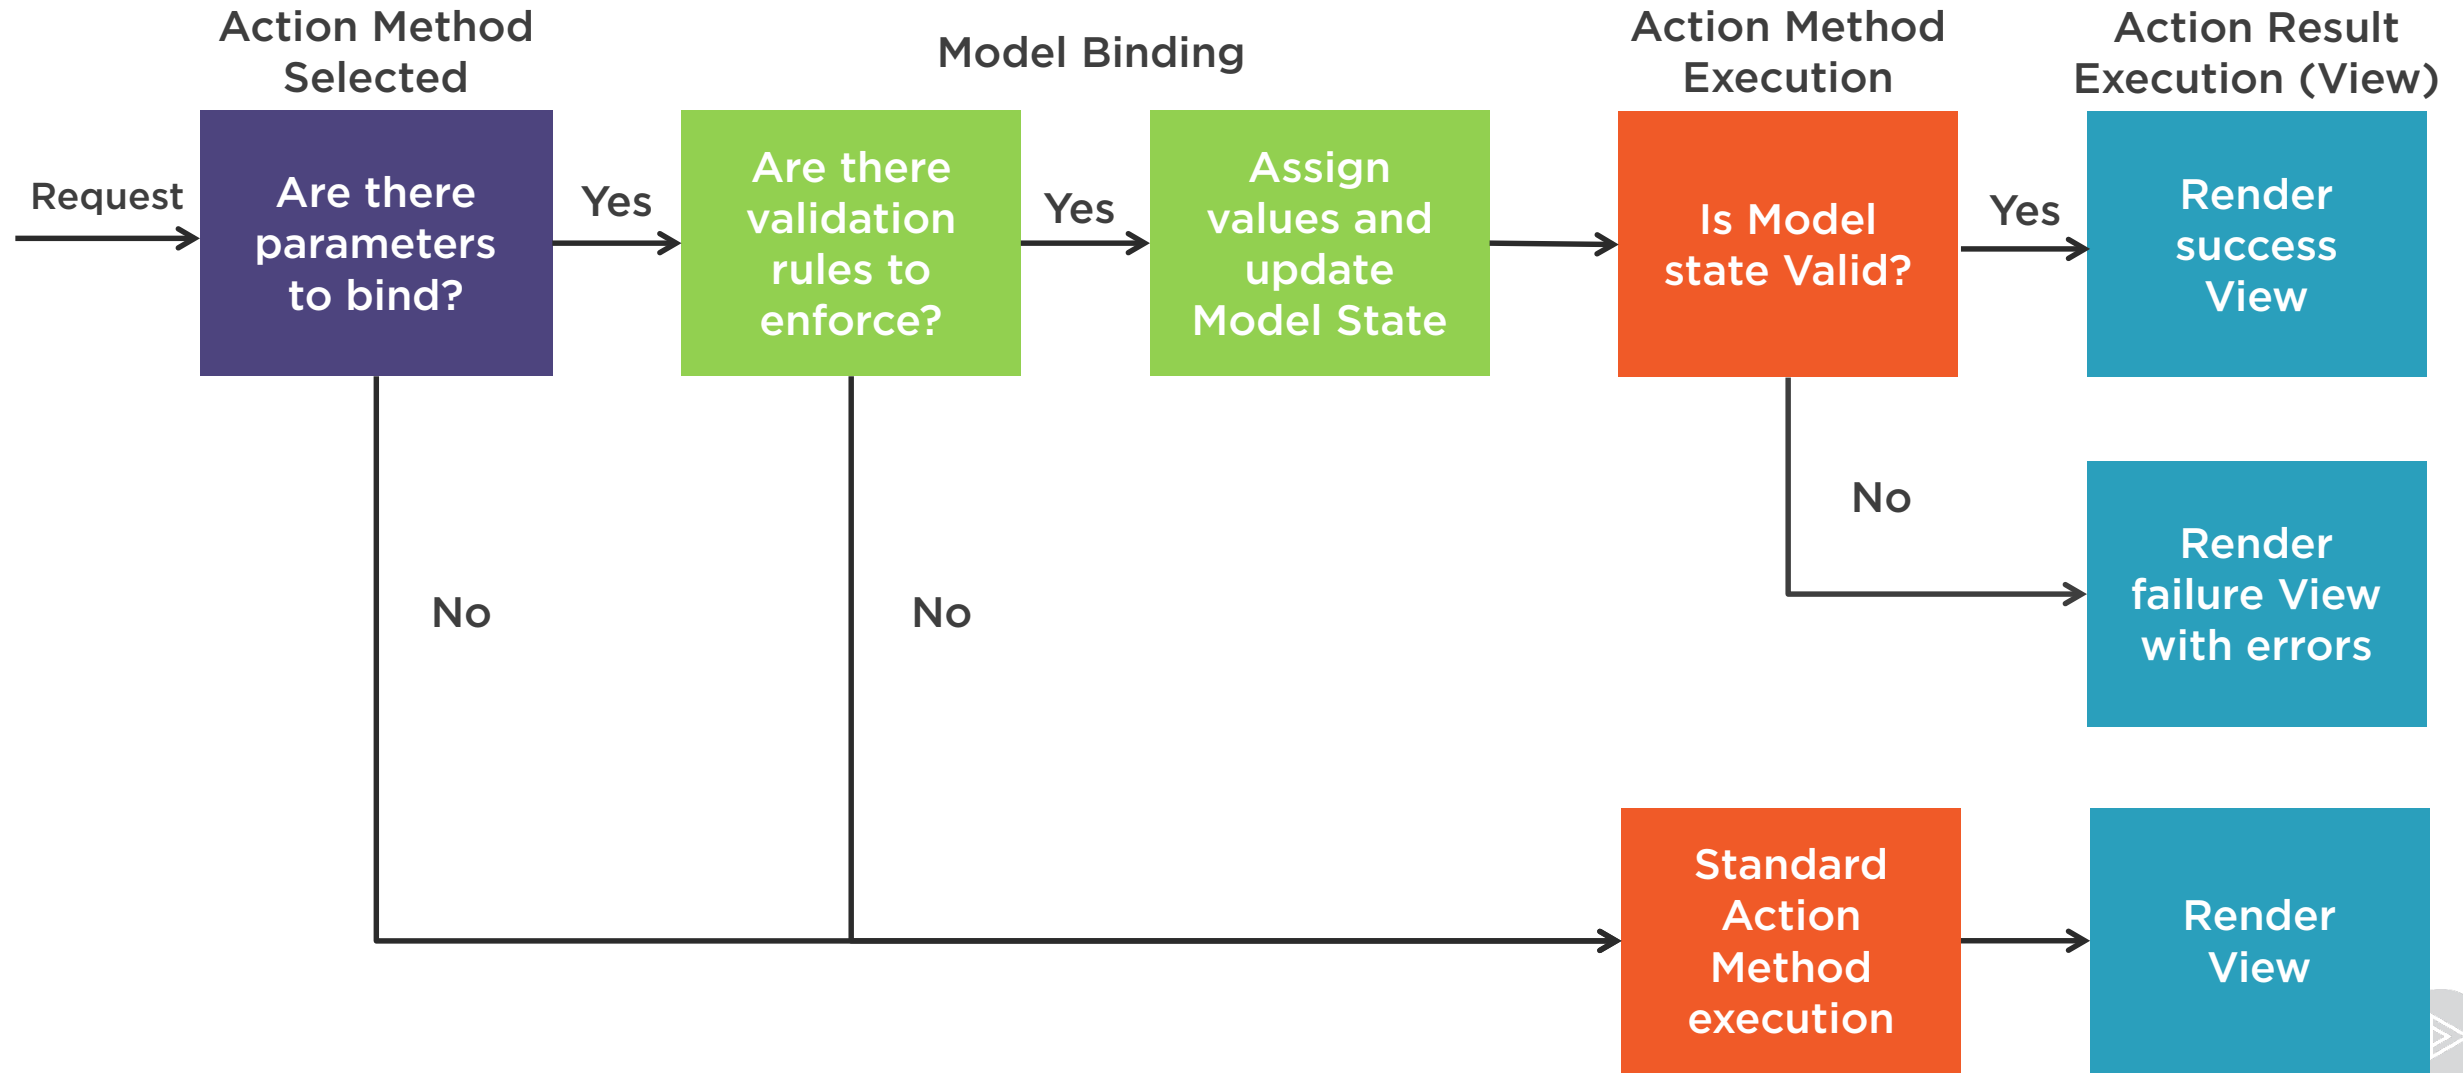 Action Method
Selected
Model Binding
Action Method
Execution
Action Result
Execution (View)
Request
Are there
parameters
to bind?
Yes
Are there
validation
rules to
enforce?
Yes
Assign
values and
update
Model State
Is Model
state Valid?
Yes
Render
success
View
No
Render
failure View
with errors
No
No
Standard
Action
Method
execution
Render
View